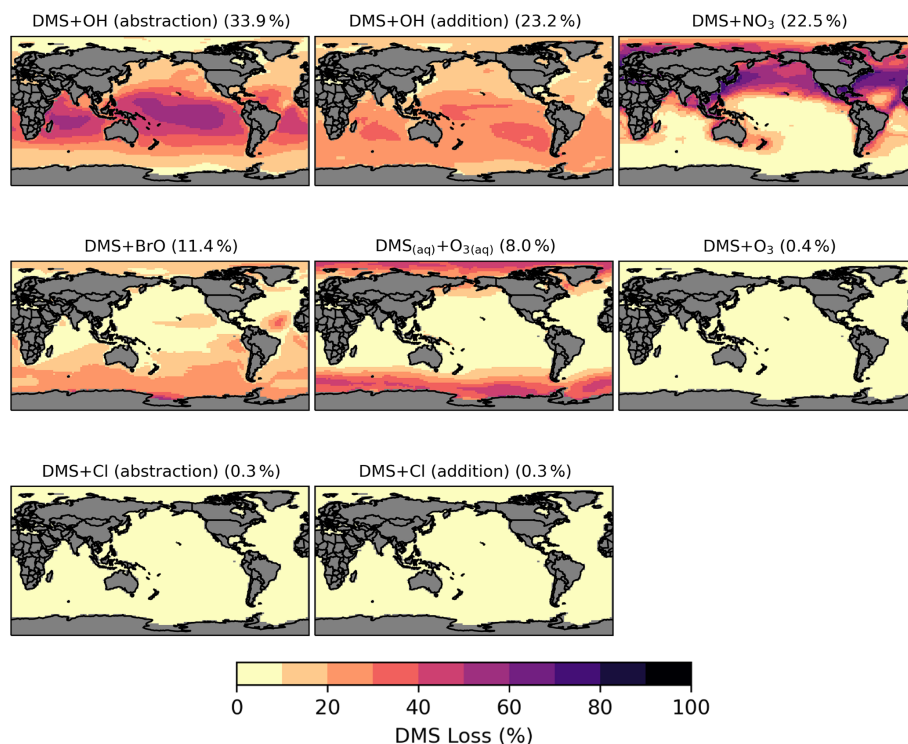 DMS+OH (abstraction) (33.9 %)
DMS+OH (addition) (23.2 %)
DMS+NO₃ (22.5 %)
DMS+BrO (11.4 %)
DMS₍aq₎+O₃₍aq₎ (8.0 %)
DMS+O₃ (0.4 %)
DMS+Cl (abstraction) (0.3 %)
DMS+Cl (addition) (0.3 %)
0 20 40 60 80 100
DMS Loss (%)